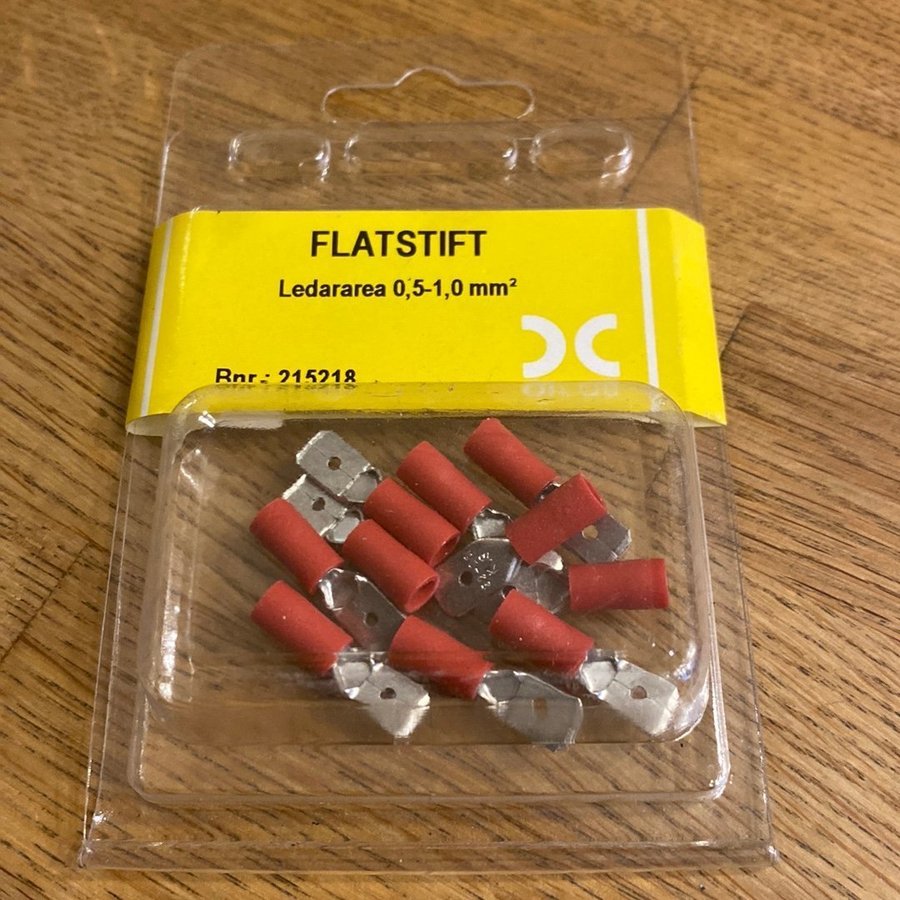 FLATSTIFT
Ledararea 0,5-1,0 mm²
Bnr.: 215218